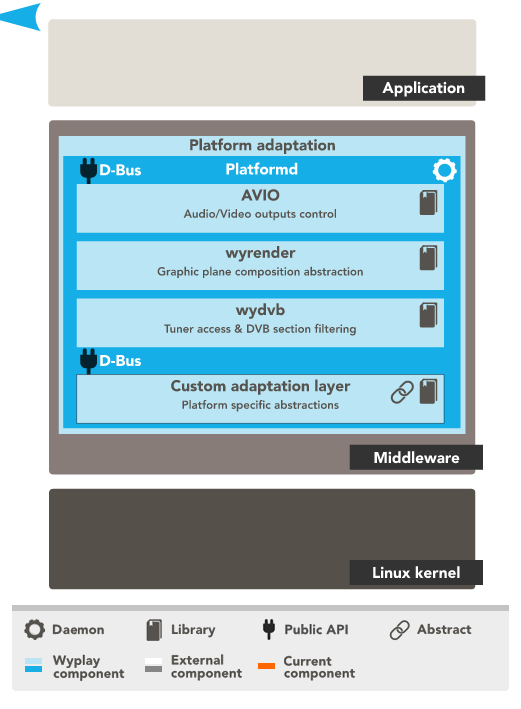 Application
Platform adaptation
D-Bus
Platformd
AVIO
Audio/Video outputs control
wyrender
Graphic plane composition abstraction
wydvb
Tuner access & DVB section filtering
D-Bus
Custom adaptation layer
Platform specific abstractions
Middleware
Linux kernel
Daemon
Library
Public API
Abstract
Wyplay
component
External
component
Current
component